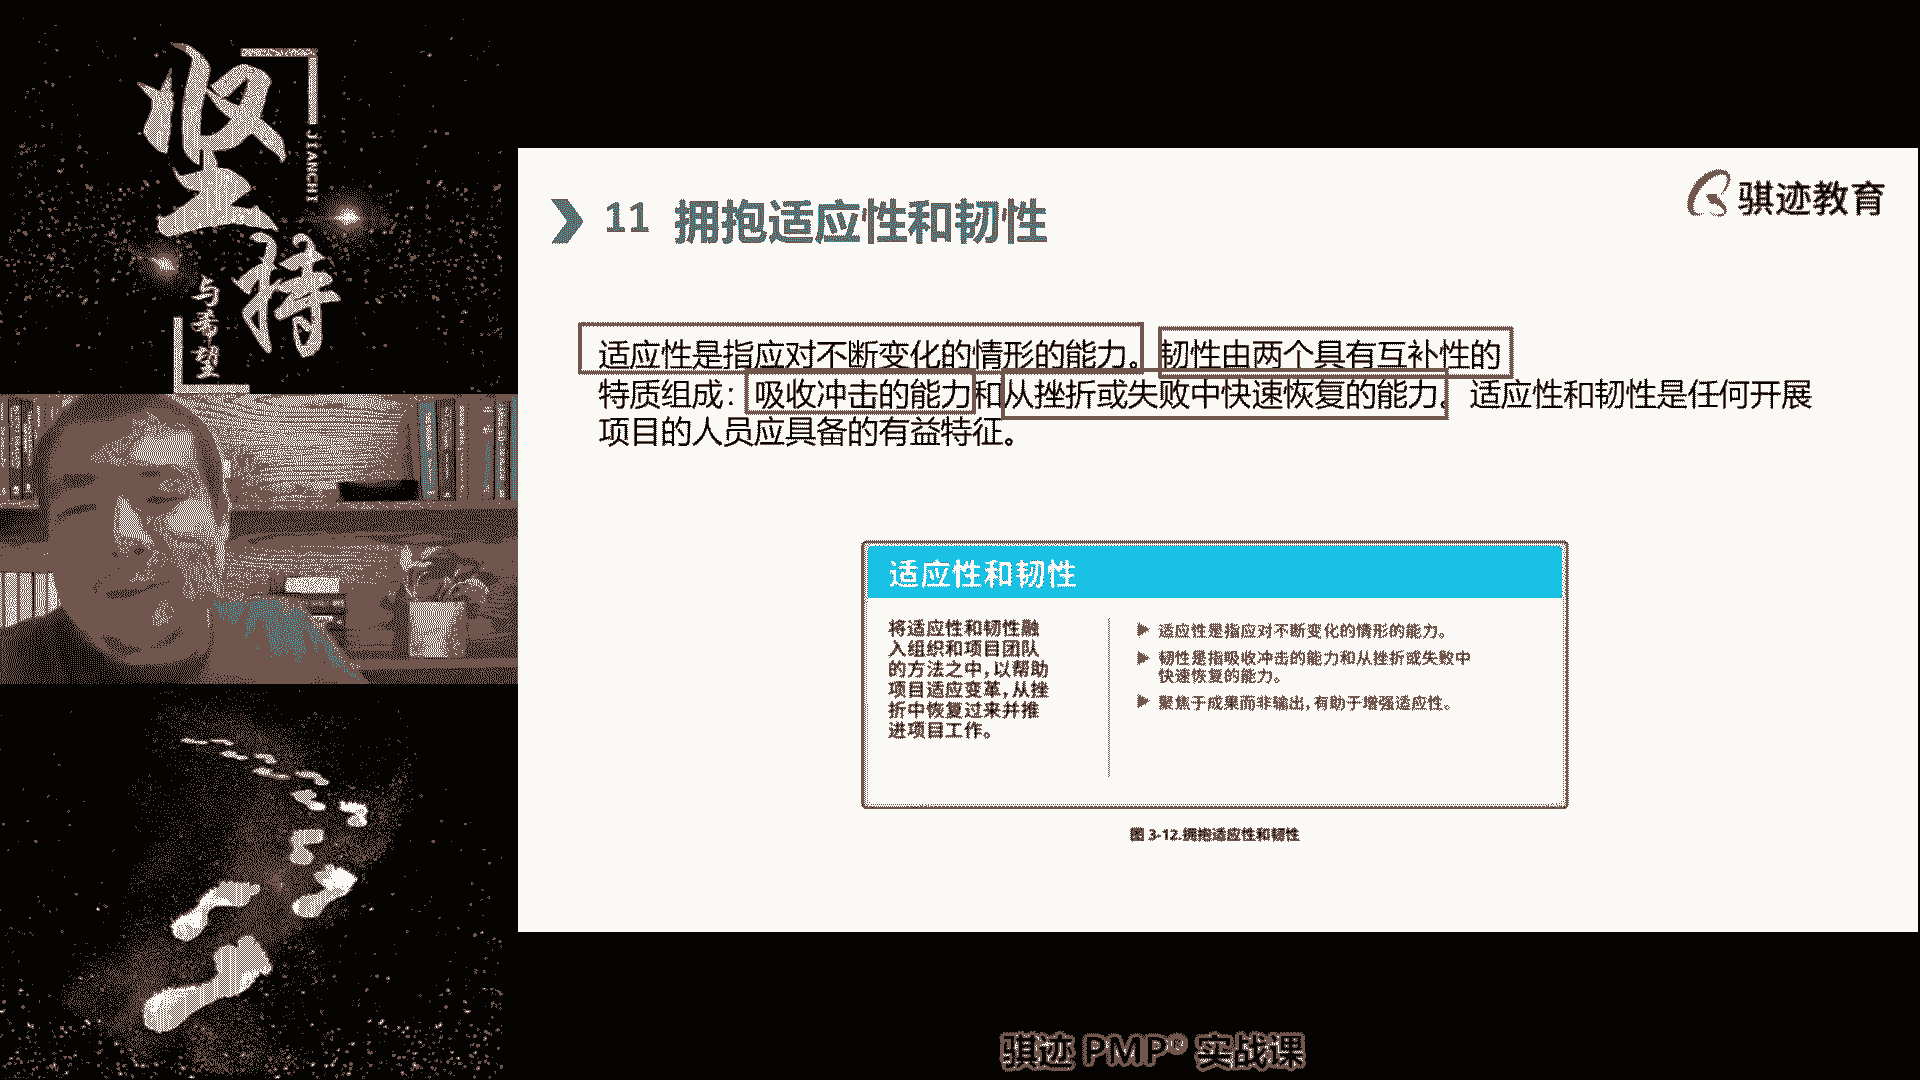 坚持
JIANCHI
与希望
骐迹教育
11 拥抱适应性和韧性
适应性是指应对不断变化的情形的能力。韧性由两个具有互补性的
特质组成：吸收冲击的能力和从挫折或失败中快速恢复的能力。适应性和韧性是任何开展
项目的人员应具备的有益特征。
适应性和韧性
将适应性和韧性融
入组织和项目团队
的方法之中，以帮助
项目适应变革，从挫
折中恢复过来并推
进项目工作。
适应性是指应对不断变化的情形的能力。
韧性是指吸收冲击的能力和从挫折或失败中
快速恢复的能力。
聚焦于成果而非输出，有助于增强适应性。
图 3-12.拥抱适应性和韧性
骐迹 PMP® 实战课